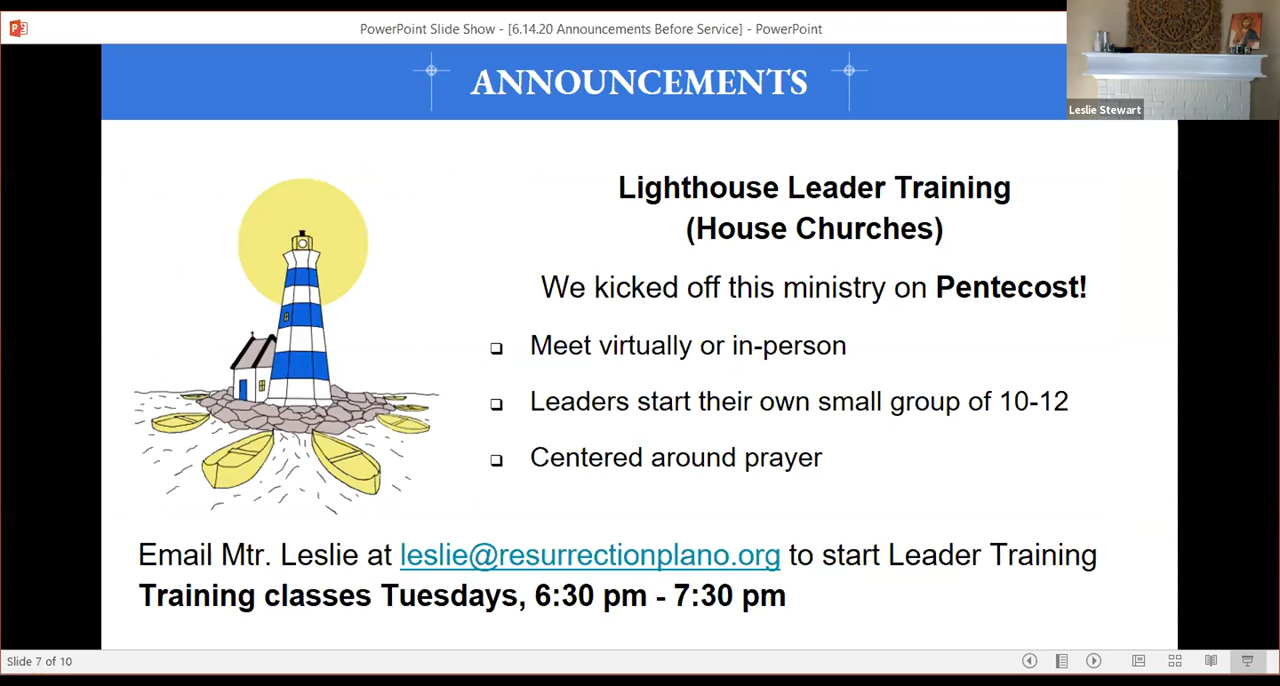 PowerPoint Slide Show - [6.14.20 Announcements Before Service] - PowerPoint
ANNOUNCEMENTS
Leslie Stewart
Lighthouse Leader Training
(House Churches)
We kicked off this ministry on Pentecost!
Meet virtually or in-person
Leaders start their own small group of 10-12
Centered around prayer
Email Mtr. Leslie at leslie@resurrectionplano.org to start Leader Training
Training classes Tuesdays, 6:30 pm - 7:30 pm
Slide 7 of 10